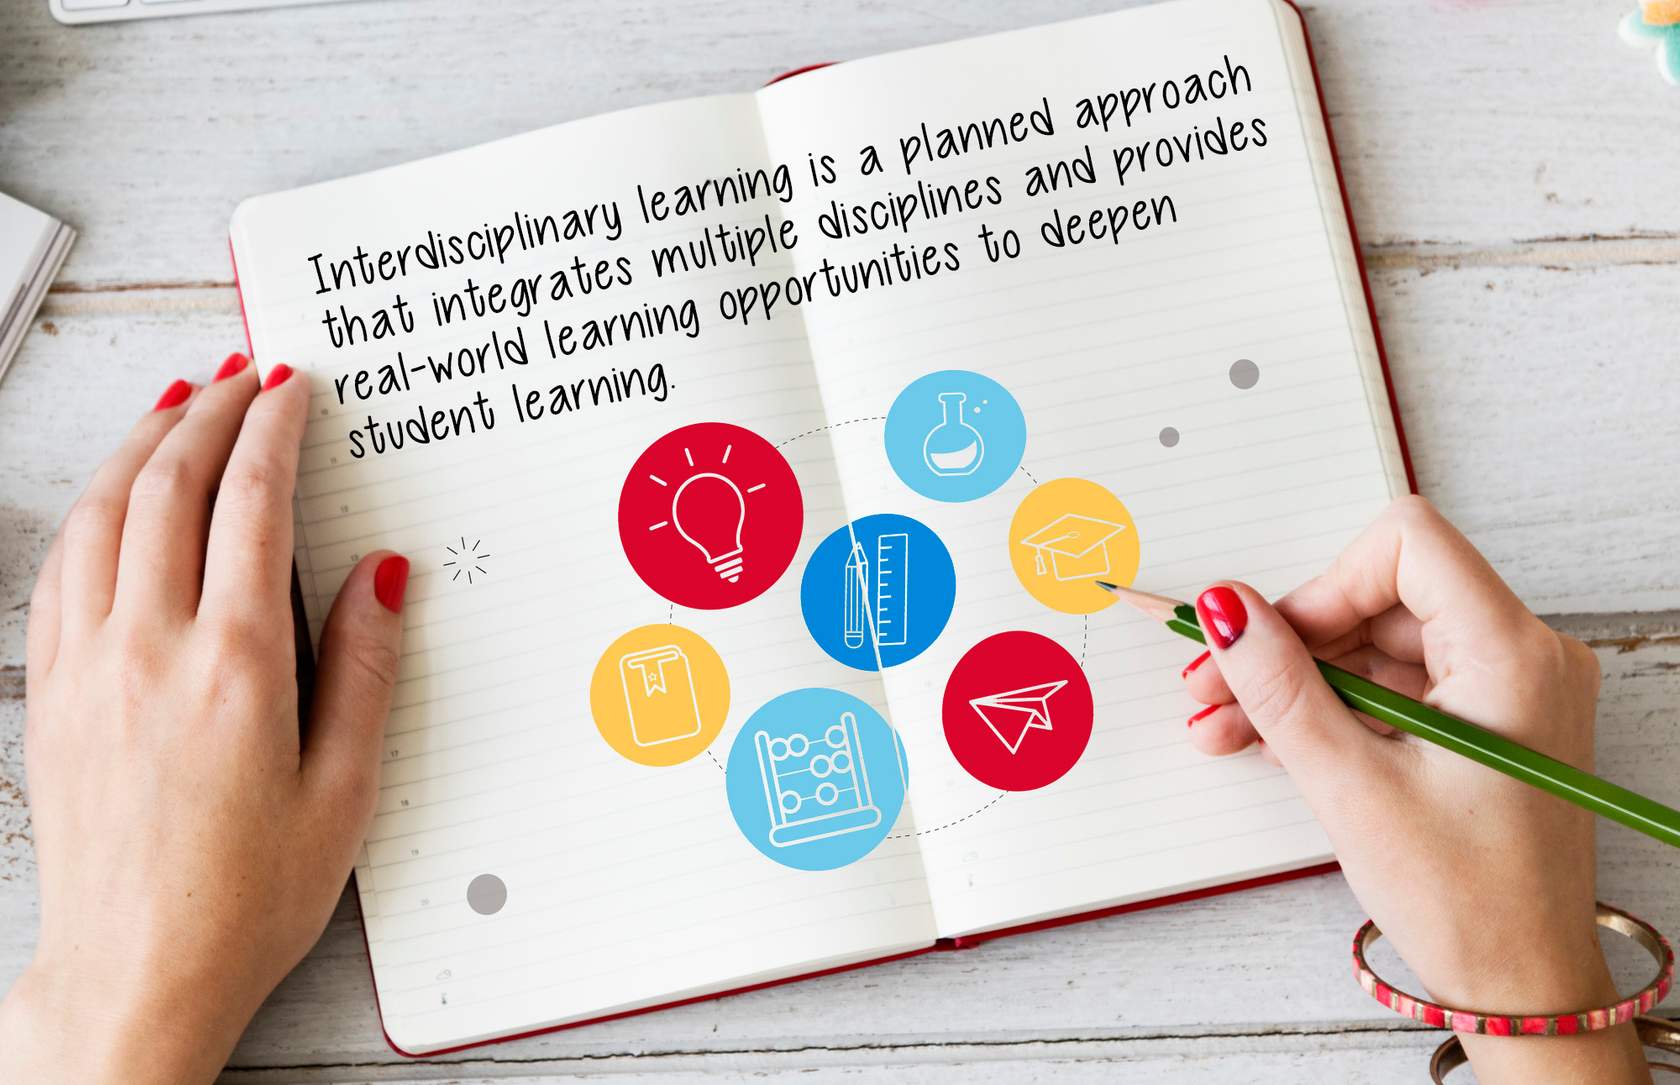 Interdisciplinary learning is a planned approach
that integrates multiple disciplines and provides
real-world learning opportunities to deepen
student learning.